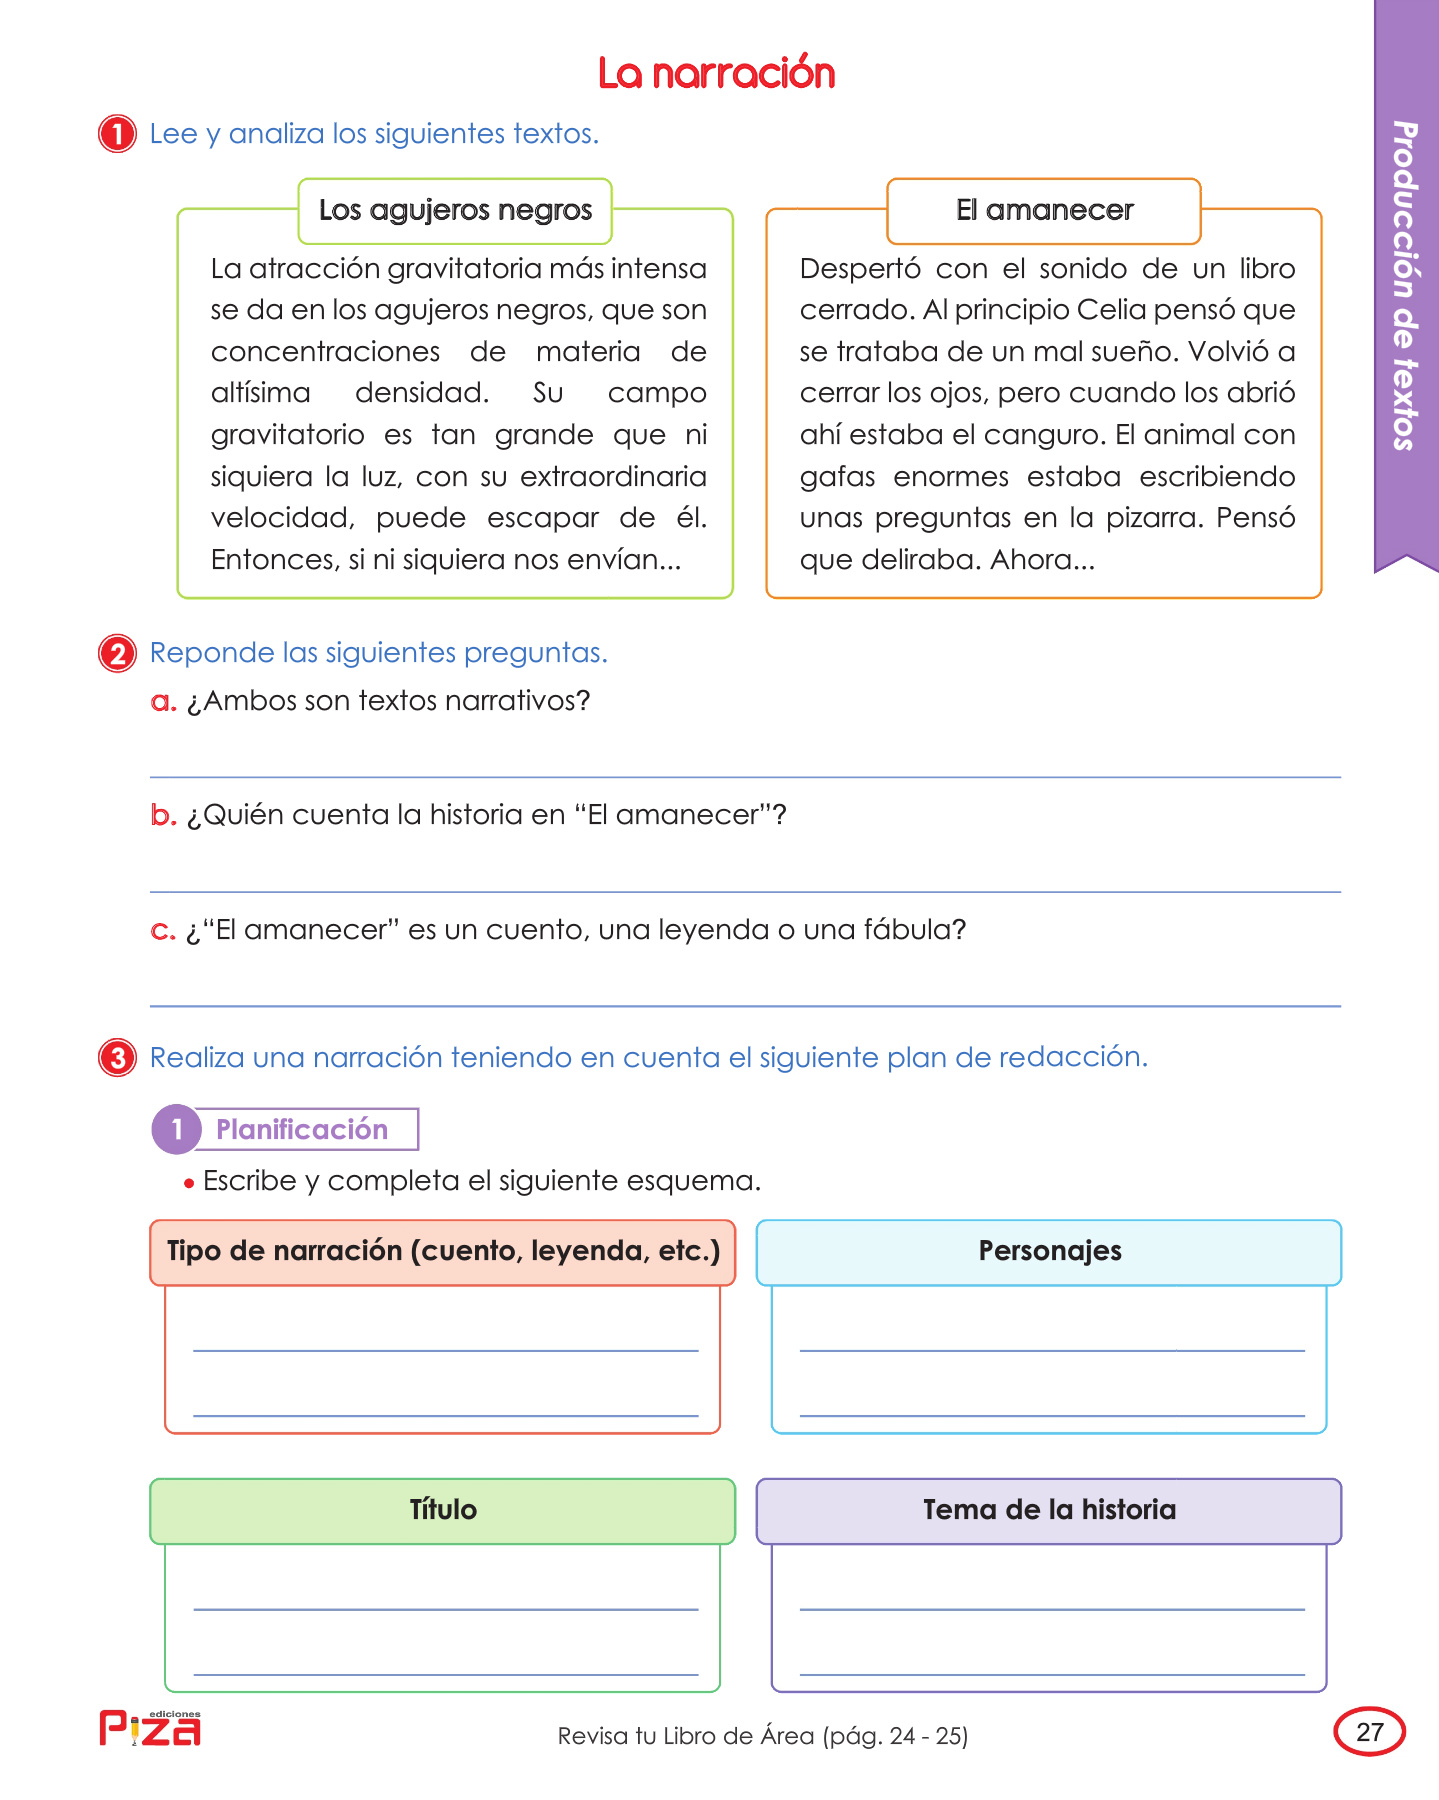 La narración
1 Lee y analiza los siguientes textos.
Los agujeros negros
La atracción gravitatoria más intensa
se da en los agujeros negros, que son
concentraciones de materia de
altísima densidad. Su campo
gravitatorio es tan grande que ni
siquiera la luz, con su extraordinaria
velocidad, puede escapar de él.
Entonces, si ni siquiera nos envían...
El amanecer
Despertó con el sonido de un libro
cerrado. Al principio Celia pensó que
se trataba de un mal sueño. Volvió a
cerrar los ojos, pero cuando los abrió
ahí estaba el canguro. El animal con
gafas enormes estaba escribiendo
unas preguntas en la pizarra. Pensó
que deliraba. Ahora...
Producción de textos
2 Reponde las siguientes preguntas.
a. ¿Ambos son textos narrativos?
b. ¿Quién cuenta la historia en “El amanecer”?
c. ¿“El amanecer” es un cuento, una leyenda o una fábula?
3 Realiza una narración teniendo en cuenta el siguiente plan de redacción.
1 Planificación
• Escribe y completa el siguiente esquema.
Tipo de narración (cuento, leyenda, etc.)
Personajes
Título
Tema de la historia
ediciones
Piza
Revisa tu Libro de Área (pág. 24 - 25)
27